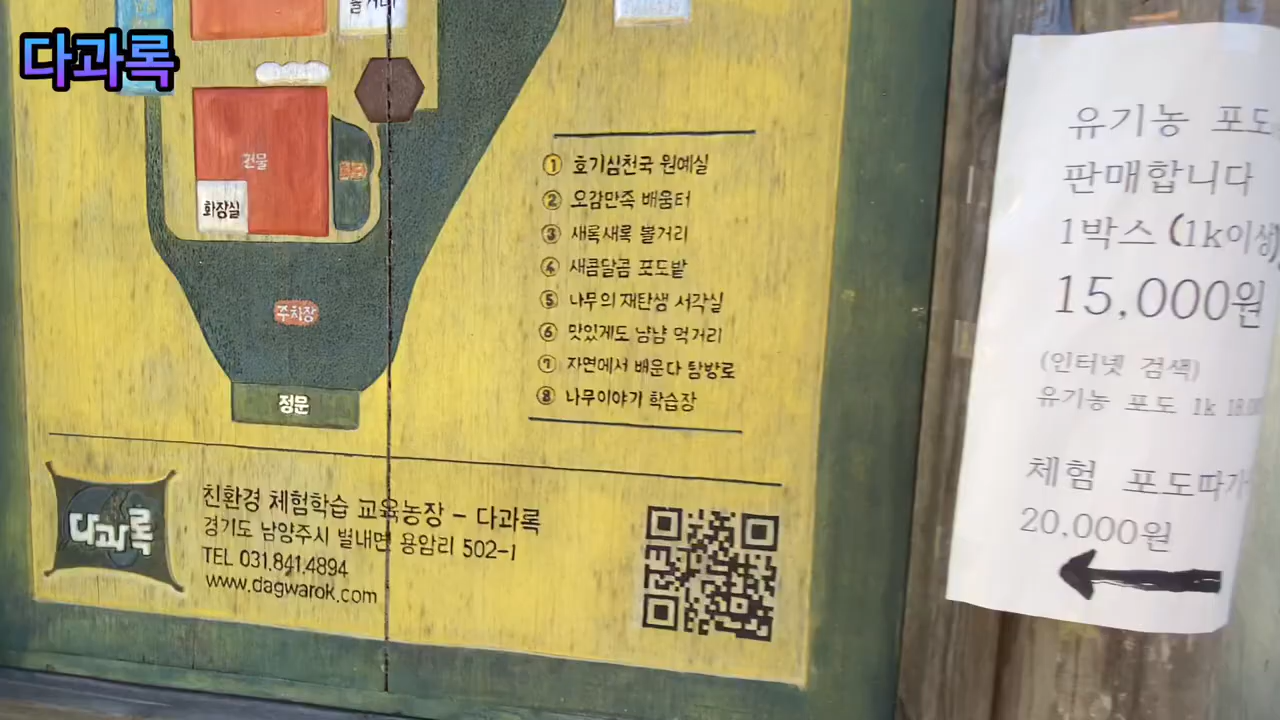 다과록
볼거리
건물
화장실
주차장
정문
① 호기심천국 원예실
② 오감만족 배움터
③ 새록새록 볼거리
④ 새콤달콤 포도밭
⑤ 나무의 재탄생 서각실
⑥ 맛있게도 냠냠 먹거리
⑦ 자연에서 배운다 탐방로
⑧ 나무이야기 학습장
다과록
친환경 체험학습 교육농장 - 다과록
경기도 남양주시 별내면 용암리 502-1
TEL 031.841.4894
www.dagwarok.com
유기농 포도
판매합니다
1박스 (1k이상)
15,000원
(인터넷 검색)
유기농 포도 1k
체험 포도따기
20,000원